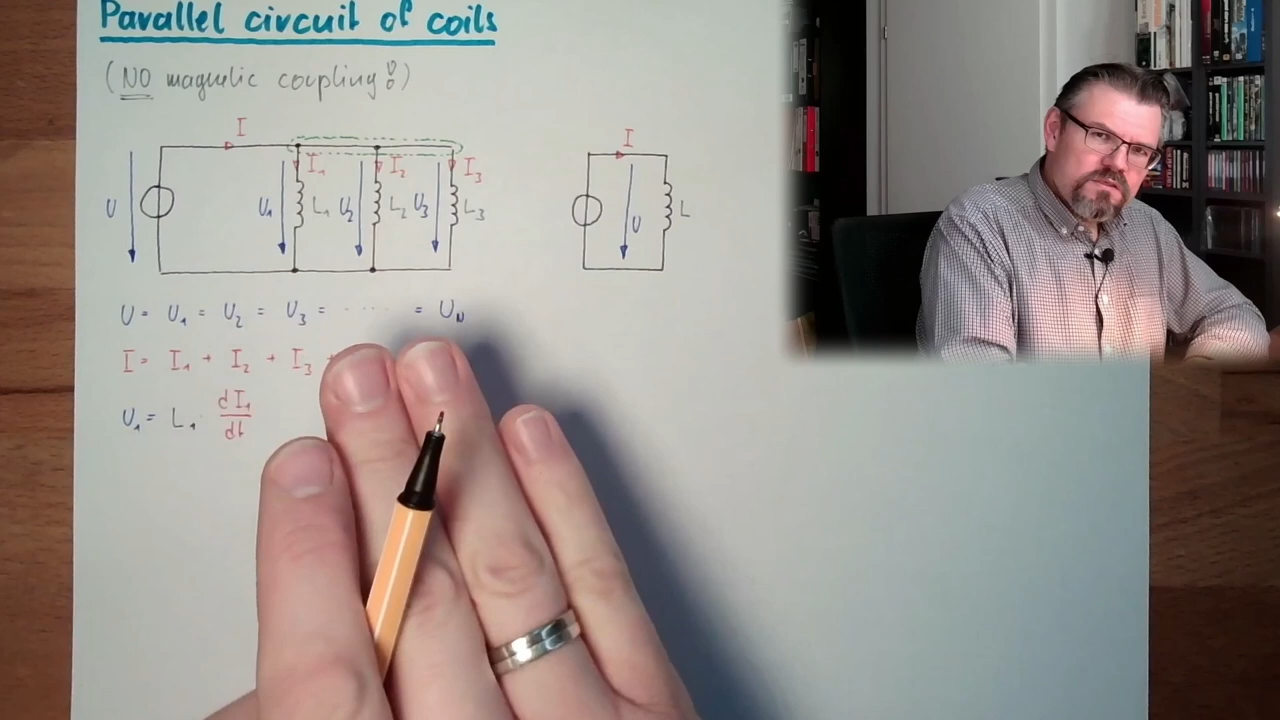 Parallel circuit of coils
(NO magnetic coupling!)
I
I
U
U₁
I₁
L₁
U₂
I₂
L₂
U₃
I₃
L₃
U
L
U = U₁ = U₂ = U₃ = ····· = U_N
I = I₁ + I₂ + I₃ +
U₁ = L₁ · dI₁/dt